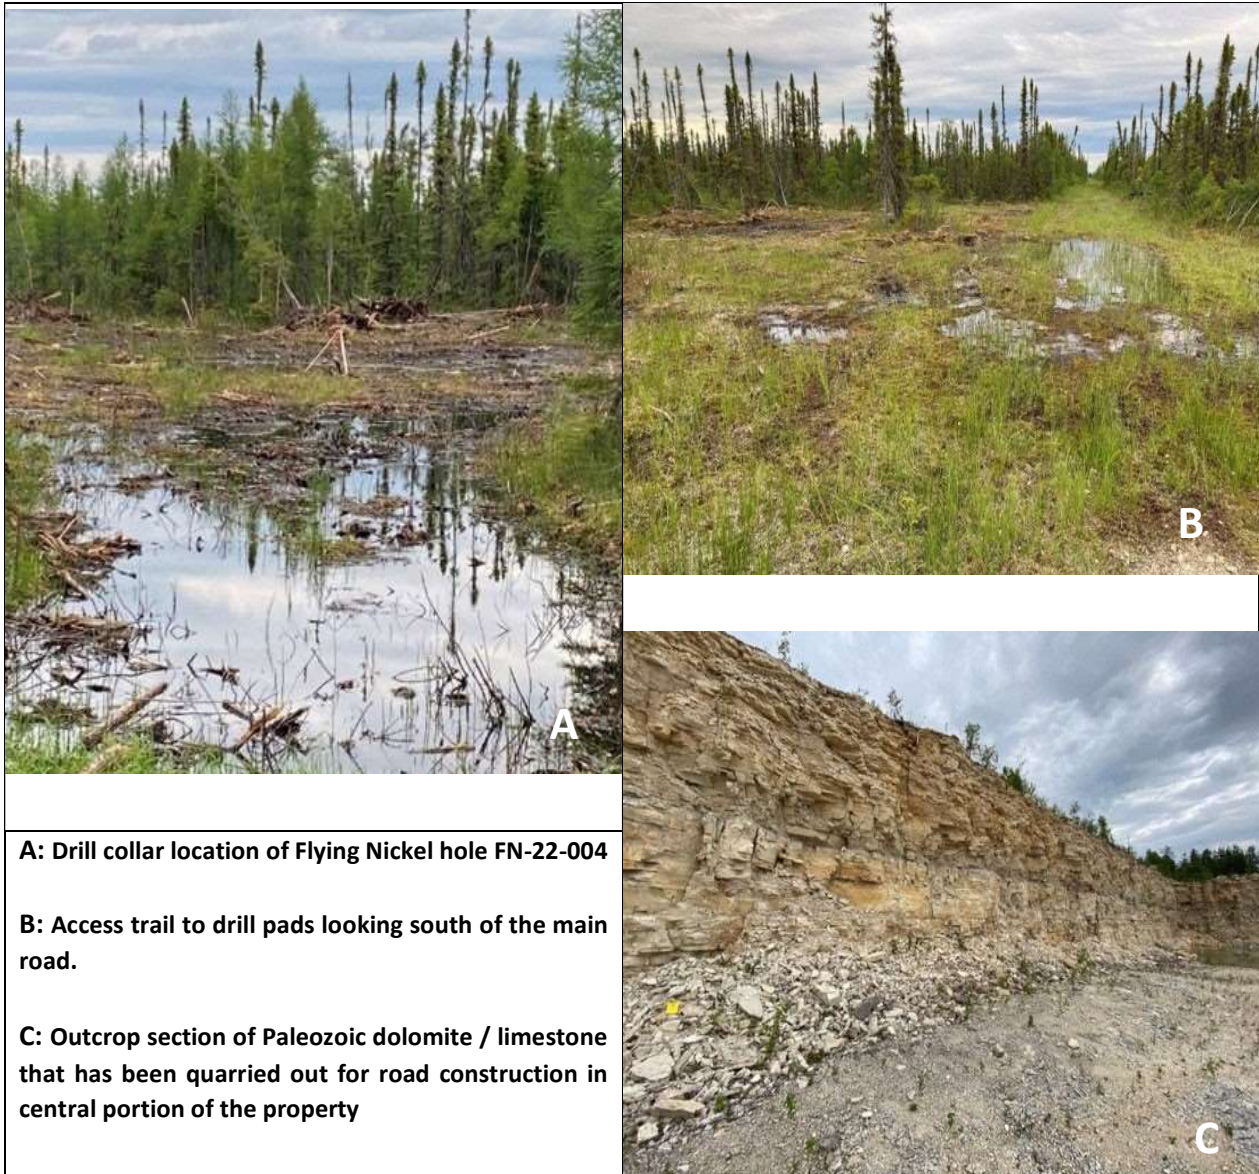 A
B
A: Drill collar location of Flying Nickel hole FN-22-004
B: Access trail to drill pads looking south of the main
road.
C: Outcrop section of Paleozoic dolomite / limestone
that has been quarried out for road construction in
central portion of the property
C